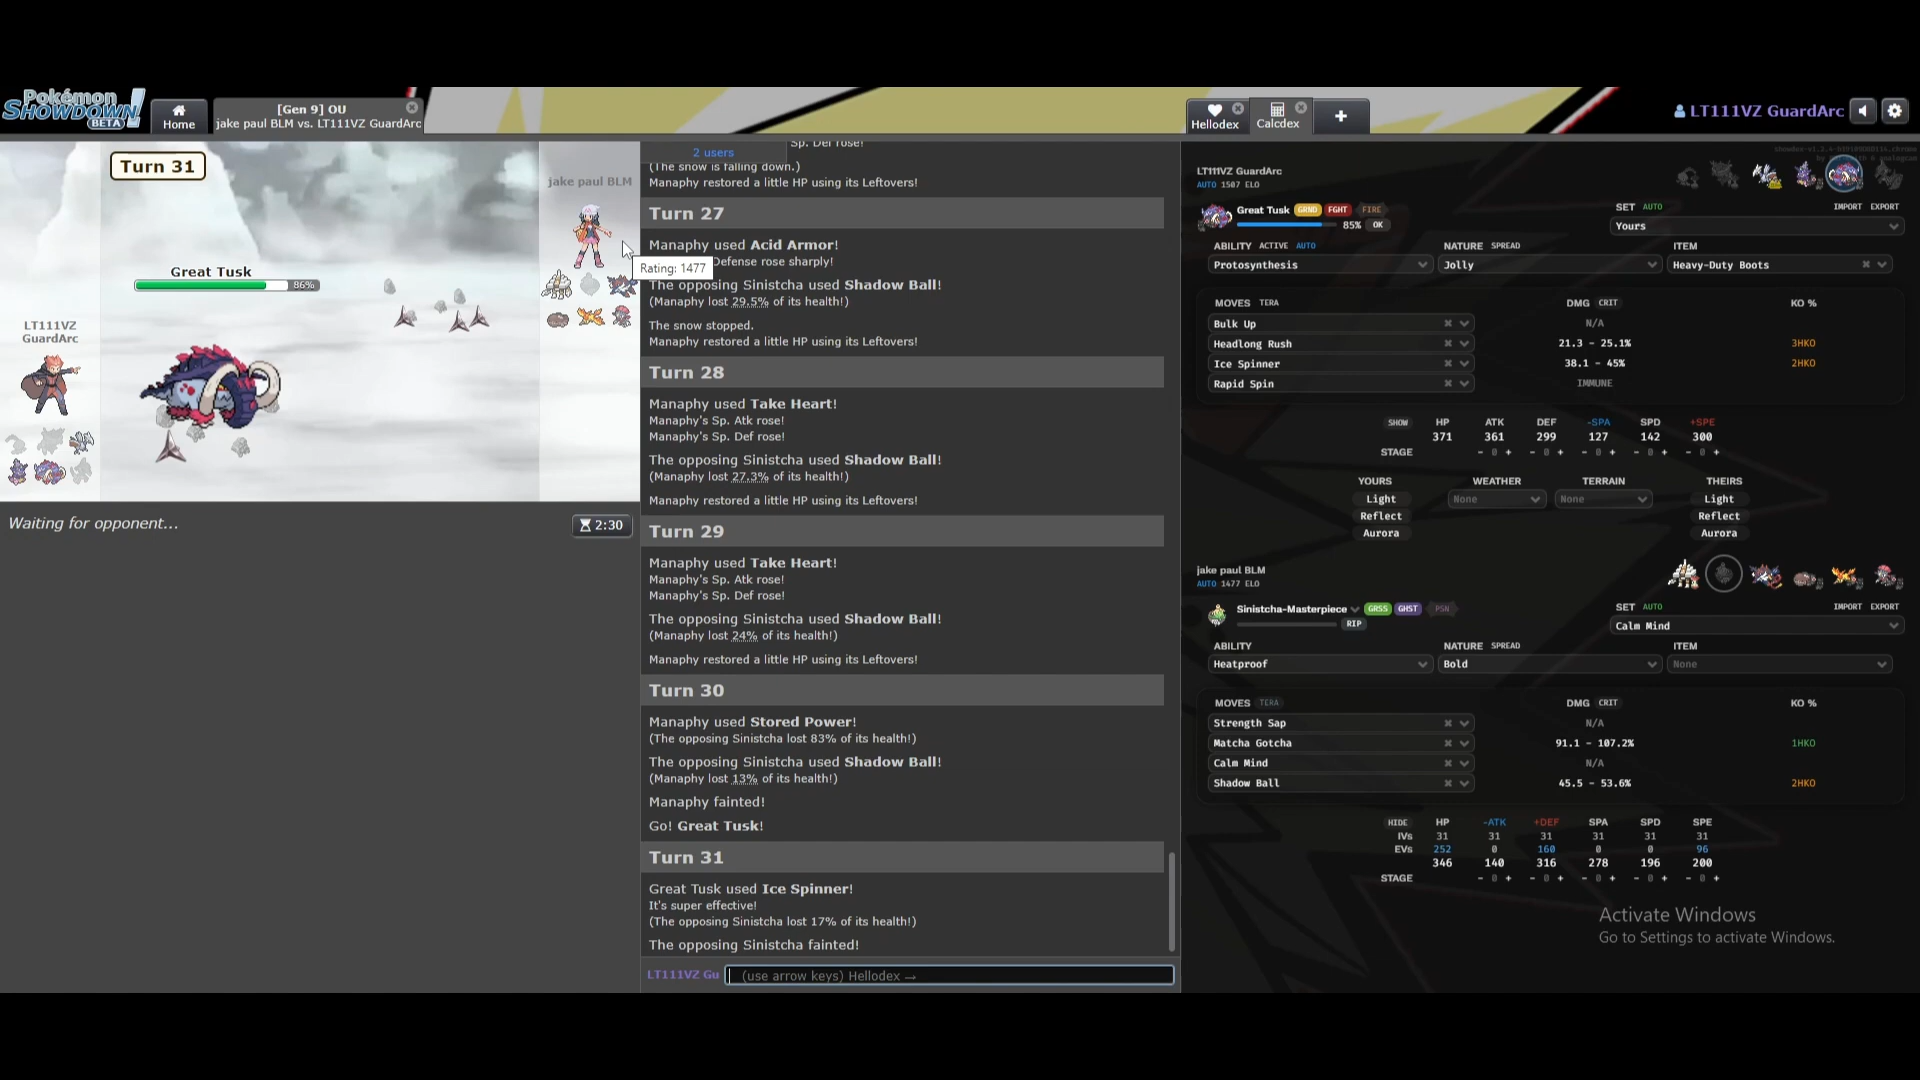 Pokémon
SHOWDOWN!
BETA
Home
[Gen 9] OU
jake paul BLM vs. LT111VZ GuardArc
Hellodex
Calcdex
LT111VZ GuardArc
Turn 31
jake paul BLM
Rating: 1477
Great Tusk
86%
LT111VZ
GuardArc
Waiting for opponent...
2:30
2 users
Sp. Def rose!
(The snow is falling down.)
Manaphy restored a little HP using its Leftovers!
Turn 27
Manaphy used Acid Armor!
Defense rose sharply!
The opposing Sinistcha used Shadow Ball!
(Manaphy lost 29.5% of its health!)
The snow stopped.
Manaphy restored a little HP using its Leftovers!
Turn 28
Manaphy used Take Heart!
Manaphy's Sp. Atk rose!
Manaphy's Sp. Def rose!
The opposing Sinistcha used Shadow Ball!
(Manaphy lost 27.3% of its health!)
Manaphy restored a little HP using its Leftovers!
Turn 29
Manaphy used Take Heart!
Manaphy's Sp. Atk rose!
Manaphy's Sp. Def rose!
The opposing Sinistcha used Shadow Ball!
(Manaphy lost 24% of its health!)
Manaphy restored a little HP using its Leftovers!
Turn 30
Manaphy used Stored Power!
(The opposing Sinistcha lost 83% of its health!)
The opposing Sinistcha used Shadow Ball!
(Manaphy lost 13% of its health!)
Manaphy fainted!
Go! Great Tusk!
Turn 31
Great Tusk used Ice Spinner!
It's super effective!
(The opposing Sinistcha lost 17% of its health!)
The opposing Sinistcha fainted!
LT111VZ Gu
(use arrow keys) Hellodex →
LT111VZ GuardArc
AUTO 1507 ELO
Great Tusk GRND FGHT FIRE
85% OK
SET AUTO IMPORT EXPORT
Yours
ABILITY ACTIVE AUTO NATURE SPREAD ITEM
Protosynthesis Jolly Heavy-Duty Boots
MOVES TERA DMG CRIT KO %
Bulk Up N/A
Headlong Rush 21.3 - 25.1% 3HKO
Ice Spinner 38.1 - 45% 2HKO
Rapid Spin IMMUNE
SHOW HP ATK DEF -SPA SPD +SPE
371 361 299 127 142 300
STAGE - 0 + - 0 + - 0 + - 0 + - 0 +
YOURS WEATHER TERRAIN THEIRS
Light None None Light
Reflect Reflect
Aurora Aurora
jake paul BLM
AUTO 1477 ELO
Sinistcha-Masterpiece GRSS GHST PSN
RIP
SET AUTO IMPORT EXPORT
Calm Mind
ABILITY NATURE SPREAD ITEM
Heatproof Bold None
MOVES TERA DMG CRIT KO %
Strength Sap N/A
Matcha Gotcha 91.1 - 107.2% 1HKO
Calm Mind N/A
Shadow Ball 45.5 - 53.6% 2HKO
HIDE HP -ATK +DEF SPA SPD SPE
IVs 31 31 31 31 31 31
EVs 252 0 160 0 0 96
346 140 316 278 196 200
STAGE - 0 + - 0 + - 0 + - 0 + - 0 +
Activate Windows
Go to Settings to activate Windows.